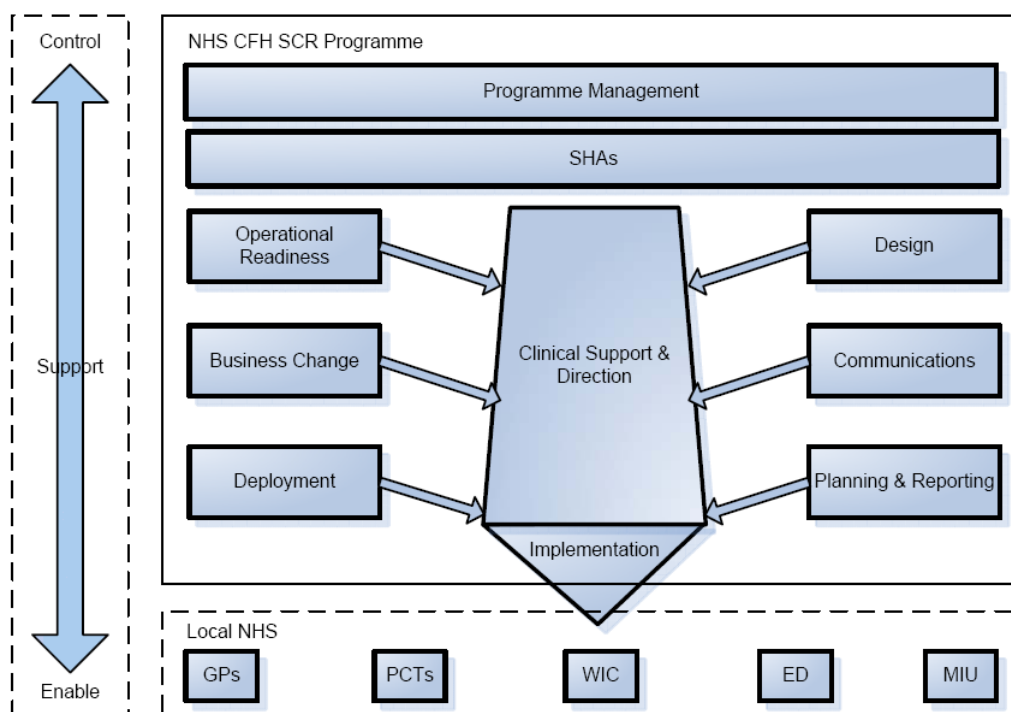 Control
Support
Enable
NHS CFH SCR Programme
Programme Management
SHAs
Operational
Readiness
Design
Business Change
Clinical Support &
Direction
Communications
Deployment
Planning & Reporting
Implementation
Local NHS
GPs
PCTs
WIC
ED
MIU